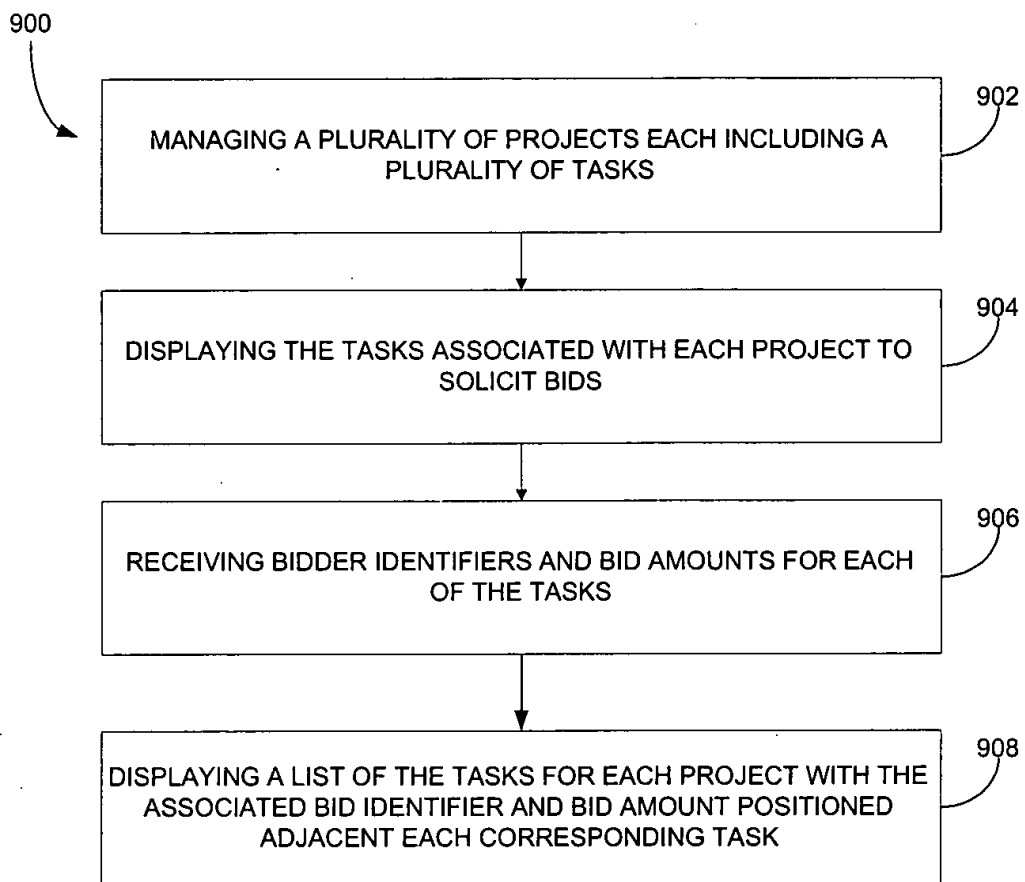 900
902
MANAGING A PLURALITY OF PROJECTS EACH INCLUDING A
PLURALITY OF TASKS
904
DISPLAYING THE TASKS ASSOCIATED WITH EACH PROJECT TO
SOLICIT BIDS
906
RECEIVING BIDDER IDENTIFIERS AND BID AMOUNTS FOR EACH
OF THE TASKS
908
DISPLAYING A LIST OF THE TASKS FOR EACH PROJECT WITH THE
ASSOCIATED BID IDENTIFIER AND BID AMOUNT POSITIONED
ADJACENT EACH CORRESPONDING TASK